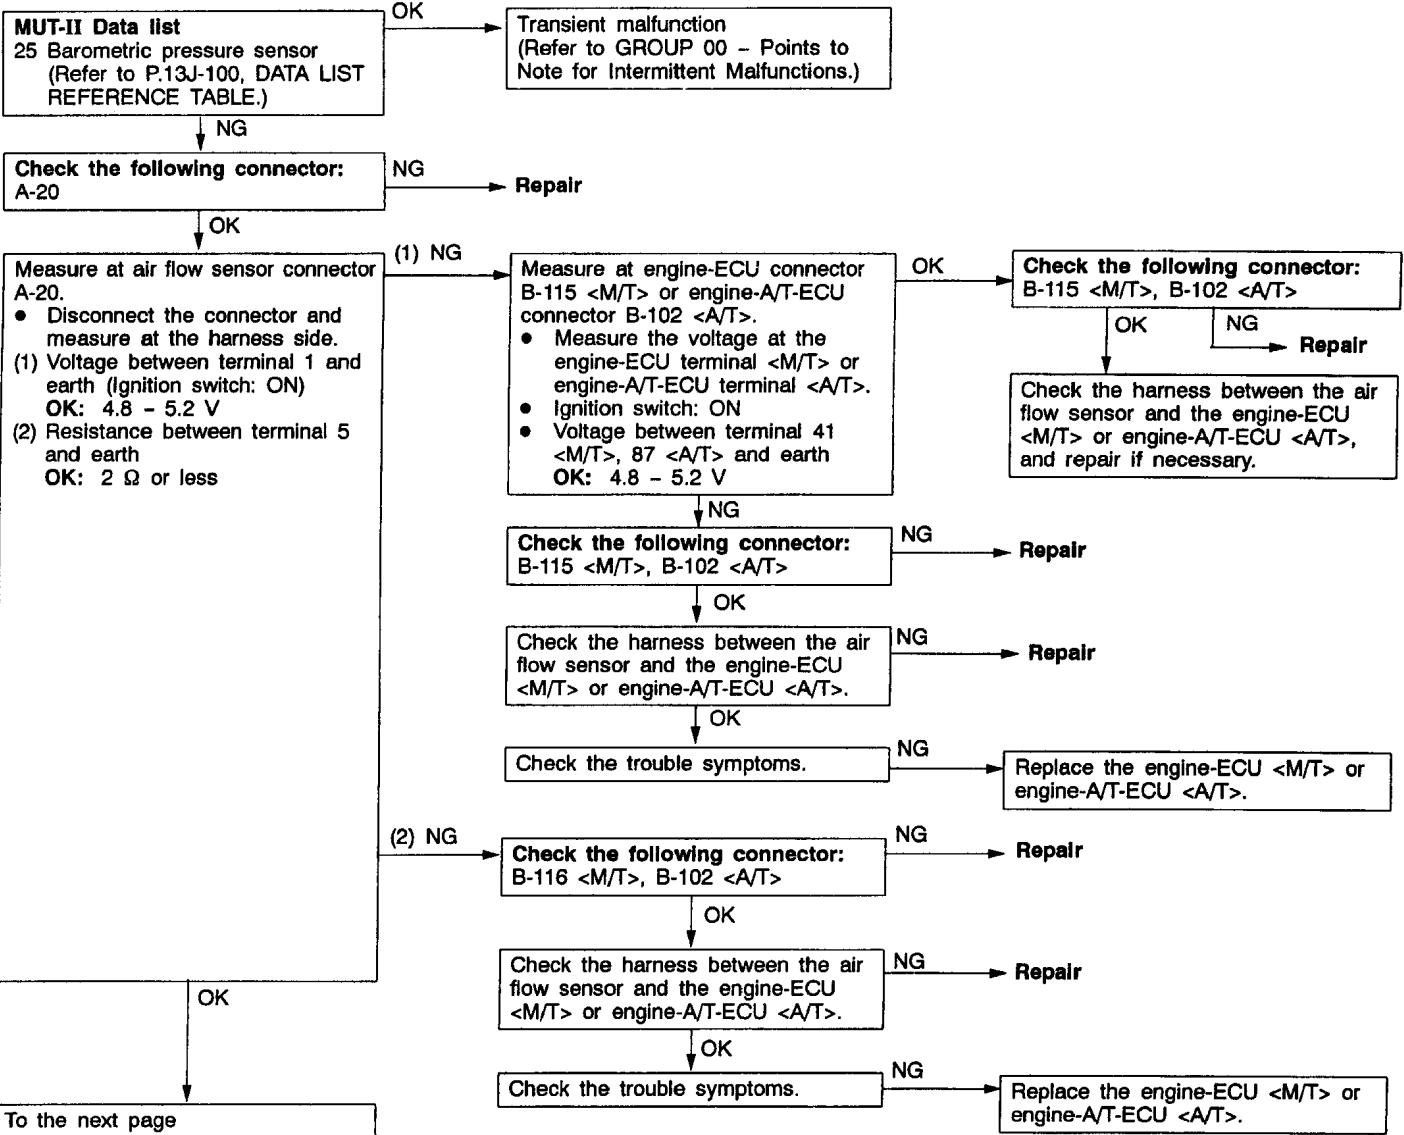 MUT-II Data list
25 Barometric pressure sensor
(Refer to P.13J-100, DATA LIST
REFERENCE TABLE.)
OK
Transient malfunction
(Refer to GROUP 00 – Points to
Note for Intermittent Malfunctions.)
NG
Check the following connector:
A-20
NG
Repair
OK
Measure at air flow sensor connector
A-20.
● Disconnect the connector and
measure at the harness side.
(1) Voltage between terminal 1 and
earth (Ignition switch: ON)
OK: 4.8 – 5.2 V
(2) Resistance between terminal 5
and earth
OK: 2 Ω or less
(1) NG
Measure at engine-ECU connector
B-115 <M/T> or engine-A/T-ECU
connector B-102 <A/T>.
● Measure the voltage at the
engine-ECU terminal <M/T> or
engine-A/T-ECU terminal <A/T>.
● Ignition switch: ON
● Voltage between terminal 41
<M/T>, 87 <A/T> and earth
OK: 4.8 – 5.2 V
OK
Check the following connector:
B-115 <M/T>, B-102 <A/T>
OK
NG
Repair
Check the harness between the air
flow sensor and the engine-ECU
<M/T> or engine-A/T-ECU <A/T>,
and repair if necessary.
NG
Check the following connector:
B-115 <M/T>, B-102 <A/T>
NG
Repair
OK
Check the harness between the air
flow sensor and the engine-ECU
<M/T> or engine-A/T-ECU <A/T>.
NG
Repair
OK
Check the trouble symptoms.
NG
Replace the engine-ECU <M/T> or
engine-A/T-ECU <A/T>.
(2) NG
Check the following connector:
B-116 <M/T>, B-102 <A/T>
NG
Repair
OK
Check the harness between the air
flow sensor and the engine-ECU
<M/T> or engine-A/T-ECU <A/T>.
NG
Repair
OK
Check the trouble symptoms.
NG
Replace the engine-ECU <M/T> or
engine-A/T-ECU <A/T>.
OK
To the next page